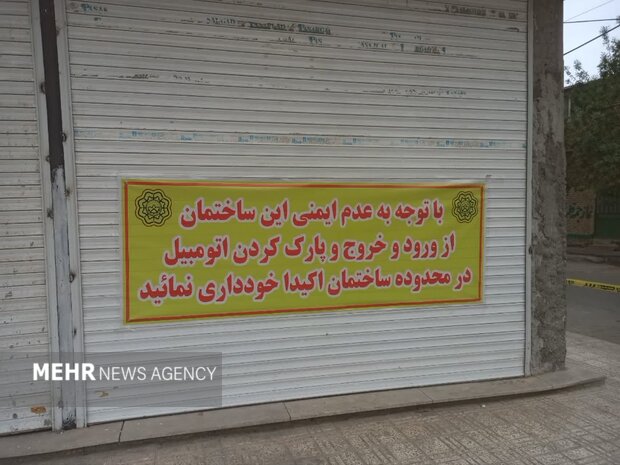 با توجه به عدم ایمنی این ساختمان
از ورود و خروج و پارک کردن اتومبیل
در محدوده ساختمان اکیدا خودداری نمائید
MEHR NEWS AGENCY